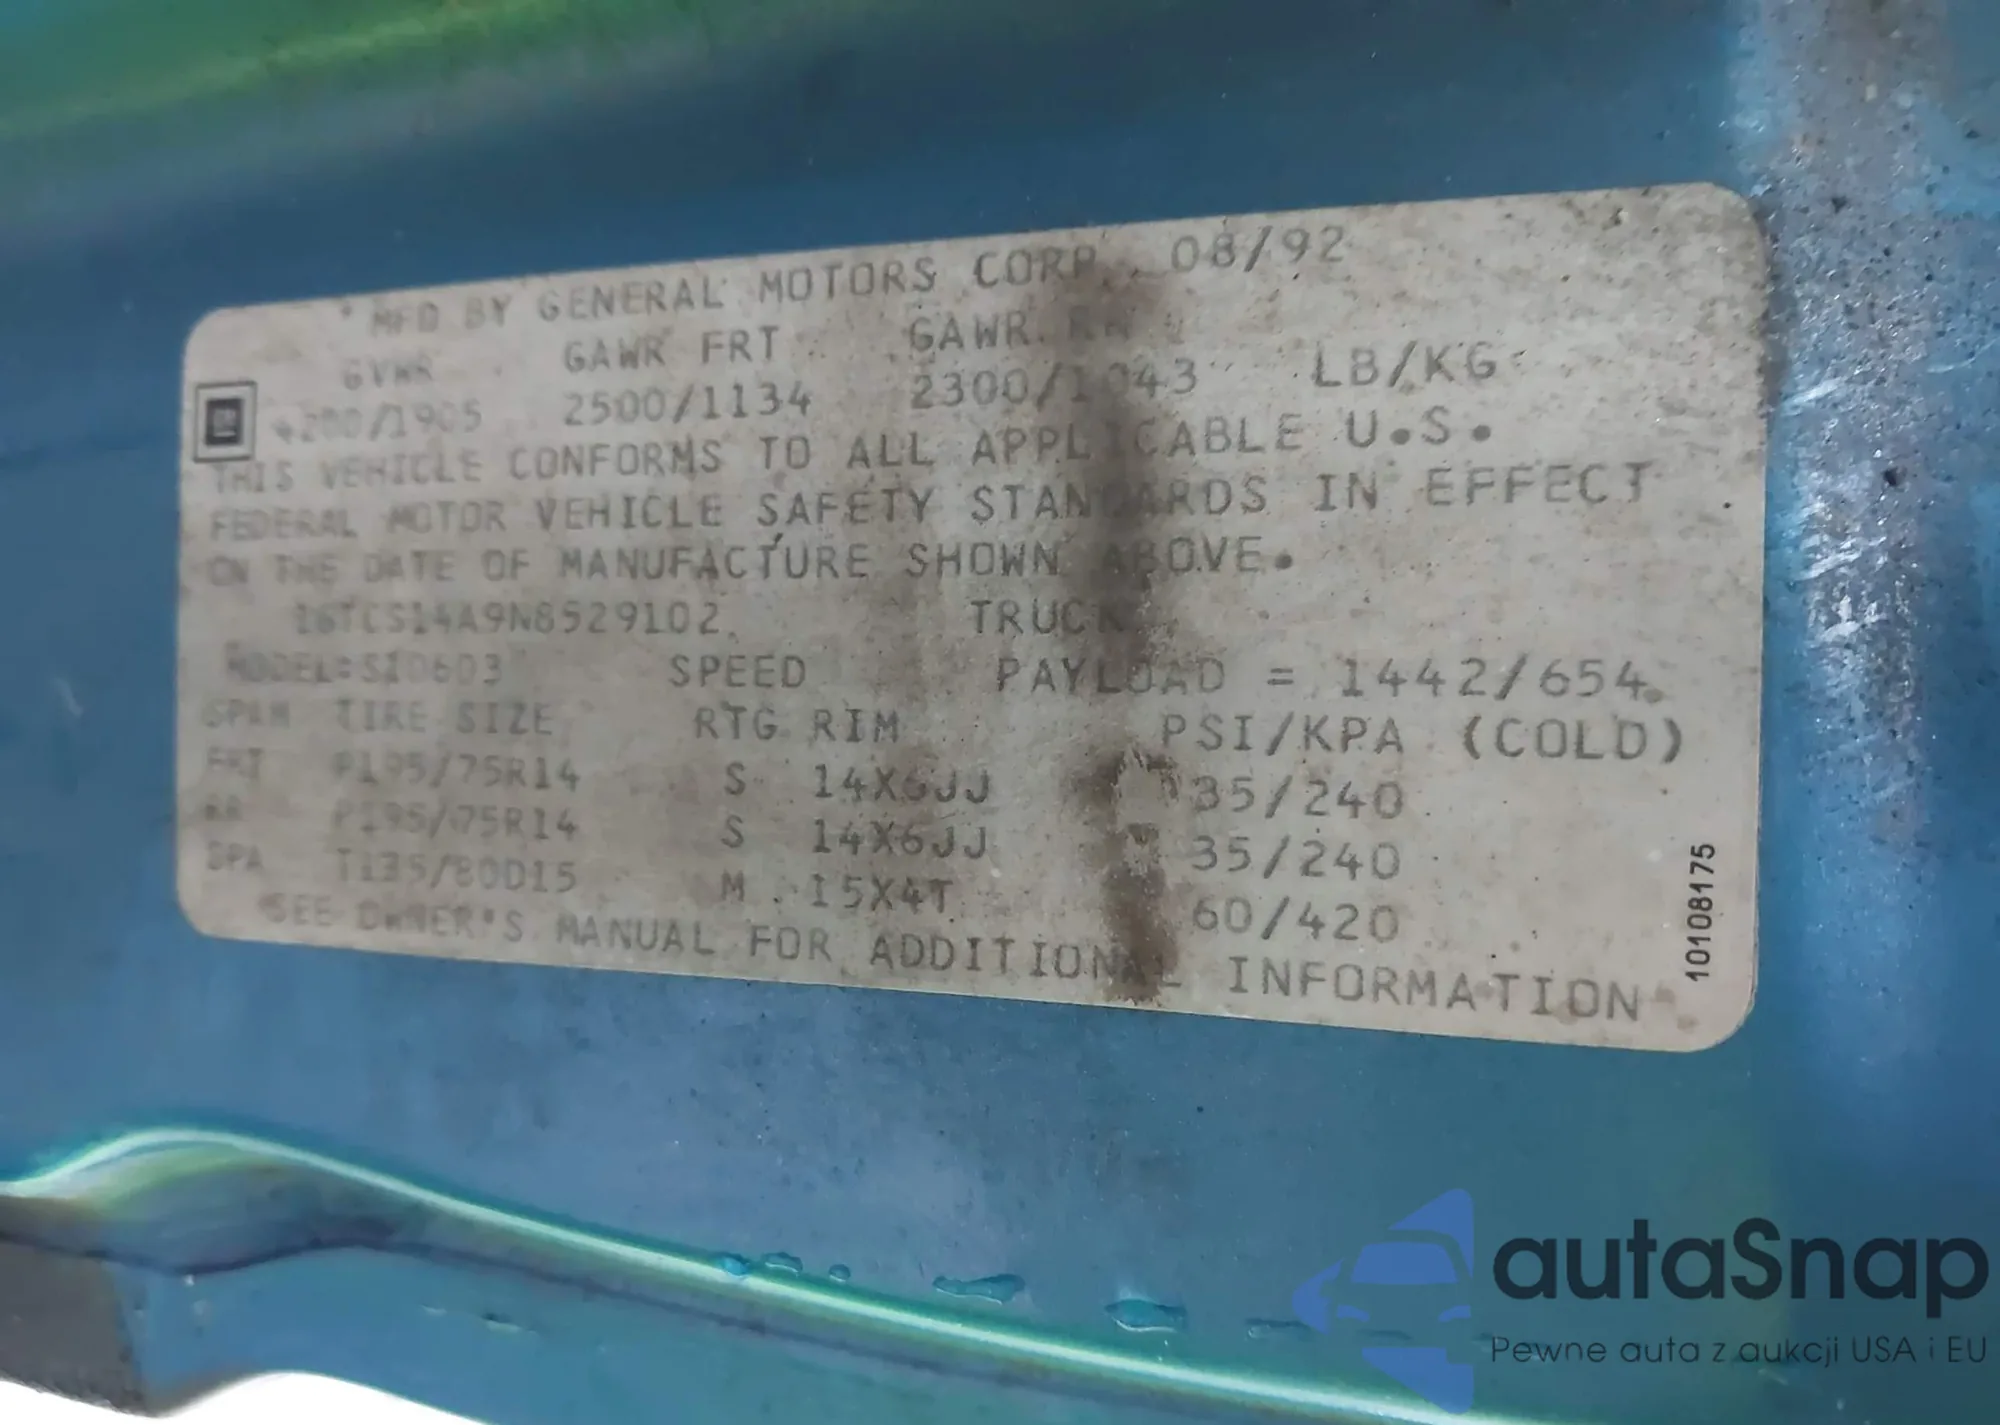 MFD BY GENERAL MOTORS CORP. 08/92
GVWR GAWR FRT GAWR RR
4200/1905 2500/1134 2300/1043 LB/KG
GM
THIS VEHICLE CONFORMS TO ALL APPLICABLE U.S.
FEDERAL MOTOR VEHICLE SAFETY STANDARDS IN EFFECT
ON THE DATE OF MANUFACTURE SHOWN ABOVE.
1GTCS14A9N8529102 TRUCK
MODEL:S10603 SPEED PAYLOAD = 1442/654
TIRE SIZE RTG RIM PSI/KPA (COLD)
FRT P195/75R14 S 14X6JJ 35/240
RR P195/75R14 S 14X6JJ 35/240
SPA T135/80D15 M 15X4T 60/420
SEE OWNER'S MANUAL FOR ADDITIONAL INFORMATION
10108175
autaSnap
Pewne auta z aukcji USA i EU